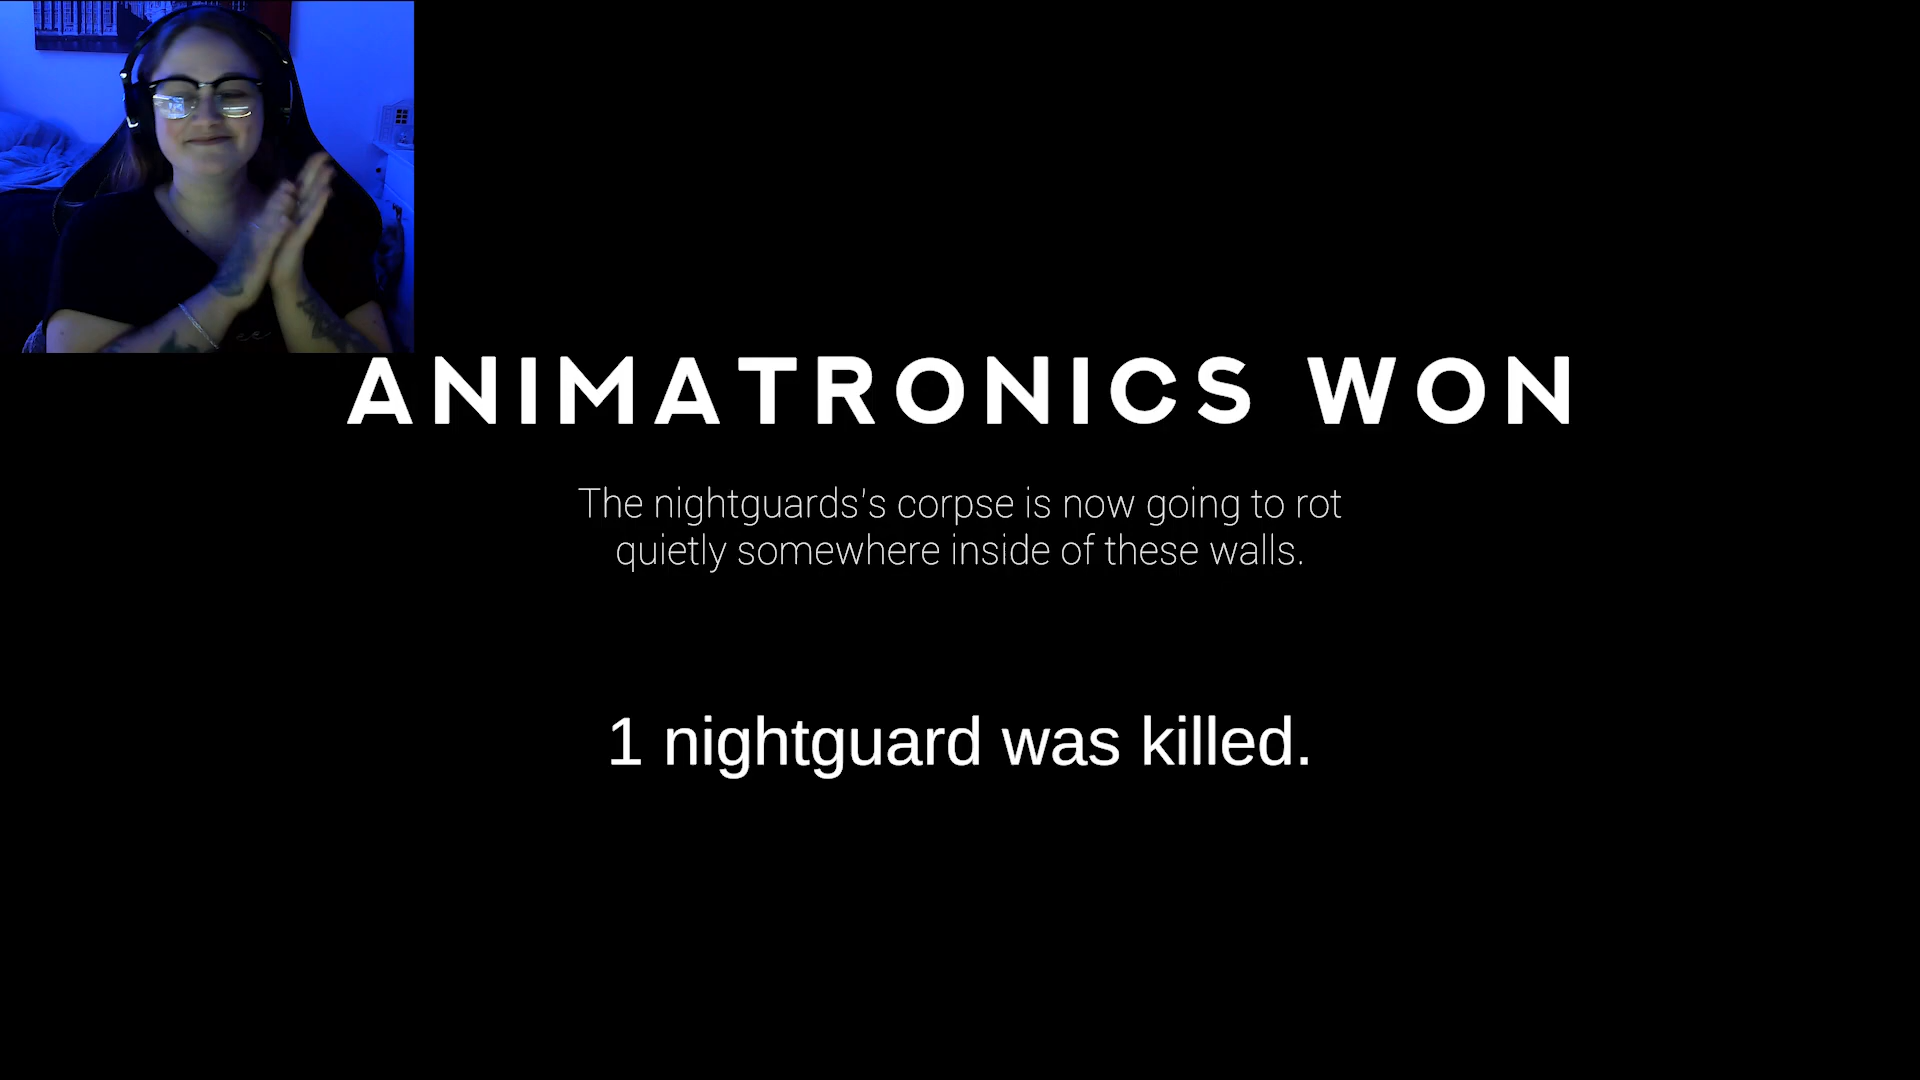 ANIMATRONICS WON
The nightguards's corpse is now going to rot
quietly somewhere inside of these walls.
1 nightguard was killed.